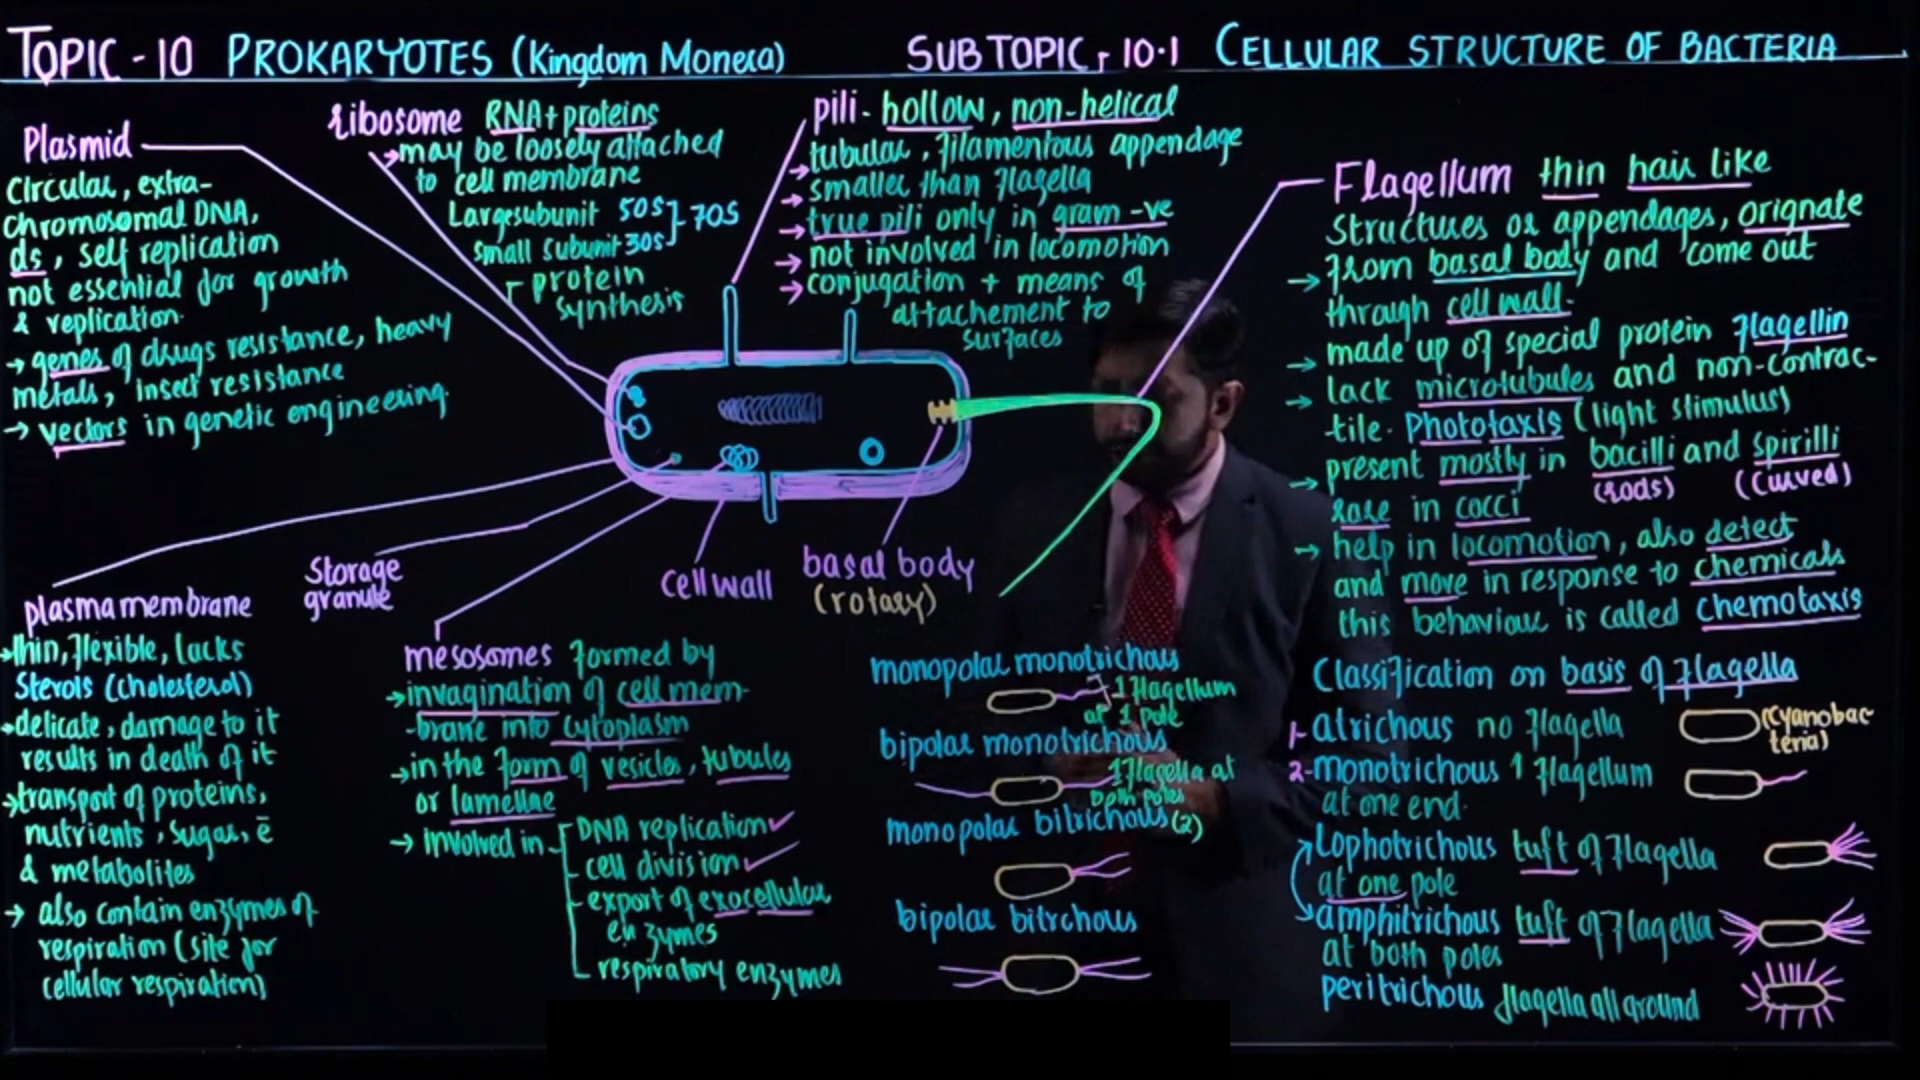 TOPIC - 10 PROKARYOTES (Kingdom Monera) SUBTOPIC, 10.1 CELLULAR STRUCTURE OF BACTERIA
Plasmid
Circular, extra-
Chromosomal DNA,
ds, self replication
not essential for growth
& replication.
→ genes of drugs resistance, heavy
metals, Insect resistance
→ vectors in genetic engineering.
ribosome RNA + proteins
→ may be loosely attached
to cell membrane
Large subunit 50S ] 70S
small subunit 30S
protein
synthesis
pili - hollow, non-helical
→ tubular, filamentous appendage
→ smaller than flagella
→ true pili only in gram -ve
→ not involved in locomotion
→ conjugation + means of
attachement to
surfaces
Flagellum thin hair like
Structures or appendages, orignate
→ from basal body and come out
through cell wall.
→ made up of special protein flagellin
→ lack microtubules and non-contrac-
-tile. Phototaxis (light stimulus)
→ present mostly in bacilli and spirilli
(rods) (curved)
rare in cocci
→ help in locomotion, also detect
and move in response to chemicals
this behaviour is called chemotaxis
Storage
granule
cell wall
basal body
(rotary)
plasma membrane
→ thin, flexible, lacks
Sterols (cholesterol)
→ delicate, damage to it
results in death of it
→ transport of proteins,
nutrients, Sugar, ē
& metabolites
→ also contain enzymes of
respiration (site for
cellular respiration)
mesosomes formed by
→ invagination of cell mem-
-brane into cytoplasm
→ in the form of vesicles, tubules
or lamellae
→ involved in - DNA replication ✓
- cell division ✓
- export of exocellular
enzymes
- respiratory enzymes
monopolar monotrichous
1 flagellum
at 1 pole
bipolar monotrichous
1 flagella at
both poles
monopolar bitrichous (2)
bipolar bitrchous
Classification on basis of flagella
1- atrichous no flagella (Cyanobac-
teria)
2- monotrichous 1 flagellum
at one end.
Lophotrichous tuft of flagella
at one pole
amphitrichous tuft of flagella
at both poles
peritrichous flagella all around